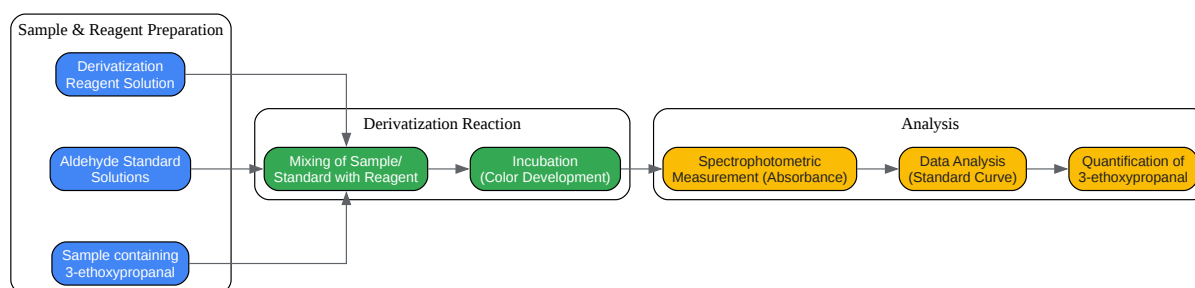 Sample & Reagent Preparation
Derivatization
Reagent Solution
Aldehyde Standard
Solutions
Sample containing
3-ethoxypropanal
Derivatization Reaction
Mixing of Sample/
Standard with Reagent
Incubation
(Color Development)
Analysis
Spectrophotometric
Measurement (Absorbance)
Data Analysis
(Standard Curve)
Quantification of
3-ethoxypropanal